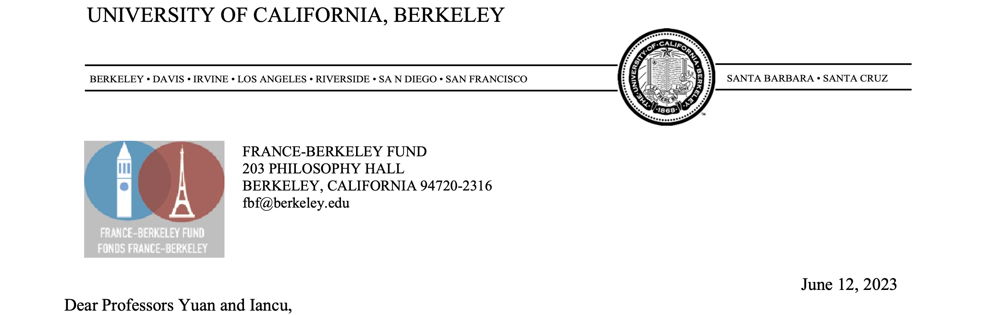 UNIVERSITY OF CALIFORNIA, BERKELEY
BERKELEY • DAVIS • IRVINE • LOS ANGELES • RIVERSIDE • SA N DIEGO • SAN FRANCISCO
THE·UNIVERSITY·OF·CALIFORNIA·BERKELEY
LET THERE BE LIGHT
·1868·
TM
SANTA BARBARA • SANTA CRUZ
FRANCE-BERKELEY FUND
FONDS FRANCE-BERKELEY
FRANCE-BERKELEY FUND
203 PHILOSOPHY HALL
BERKELEY, CALIFORNIA 94720-2316
fbf@berkeley.edu
June 12, 2023
Dear Professors Yuan and Iancu,